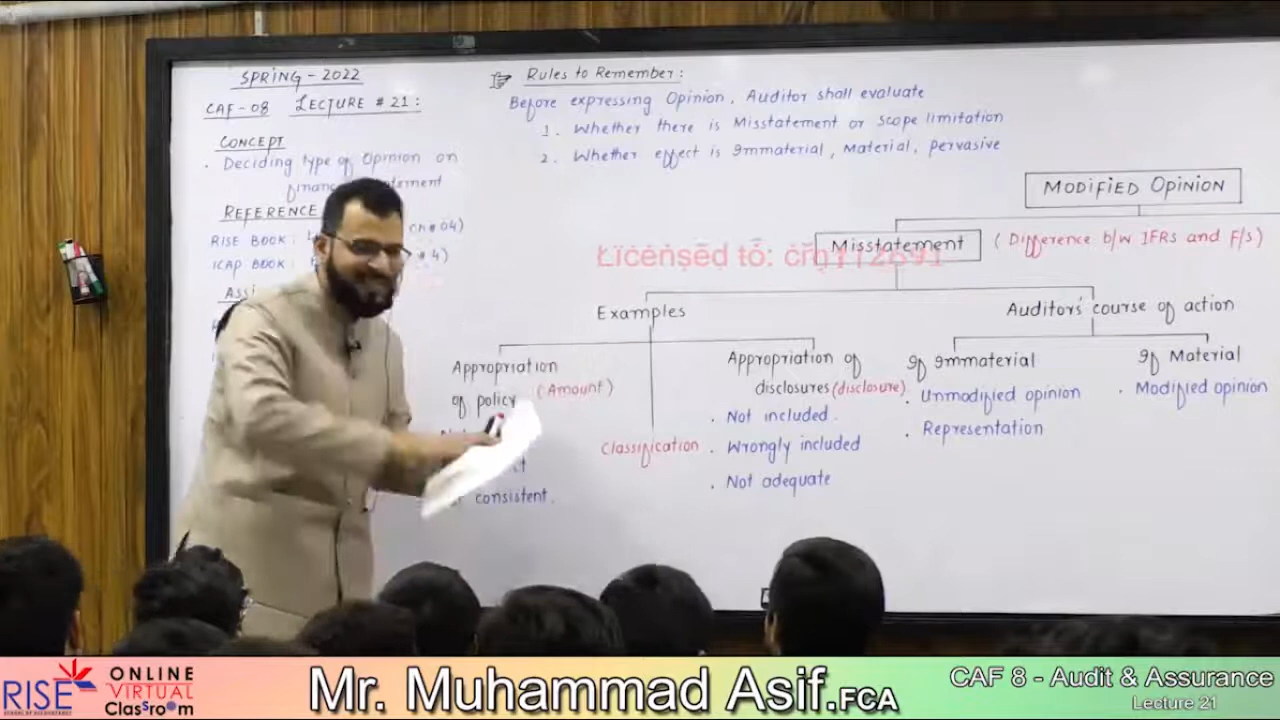 SPRING - 2022
CAF-08 LECTURE # 21 :
CONCEPT
. Deciding type of Opinion on
REFERENCE
RISE BOOK :
ICAP BOOK :
Rules to Remember :
Before expressing Opinion, Auditor shall evaluate
1. Whether there is Misstatement or scope limitation
2. Whether effect is Immaterial, Material, pervasive
MODIFIED OPINION
Misstatement (Difference b/w IFRs and F/s)
Examples
Auditors' course of action
Appropriation
of policy (Amount)
consistent.
Classification
Appropriation of
disclosures (disclosure)
. Not included.
. Wrongly included
. Not adequate
If Immaterial
. Unmodified opinion
. Representation
If Material
. Modified opinion
RISE
ONLINE
VIRTUAL
Classroom
Mr. Muhammad Asif.FCA
CAF 8 - Audit & Assurance
Lecture 21